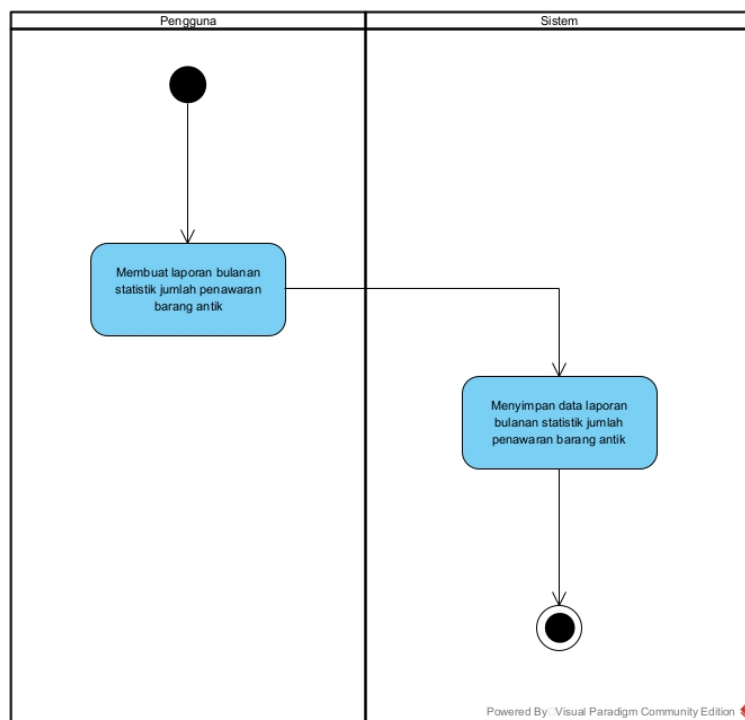 Pengguna
Sistem
Membuat laporan bulanan
statistik jumlah penawaran
barang antik
Menyimpan data laporan
bulanan statistik jumlah
penawaran barang antik
Powered By Visual Paradigm Community Edition